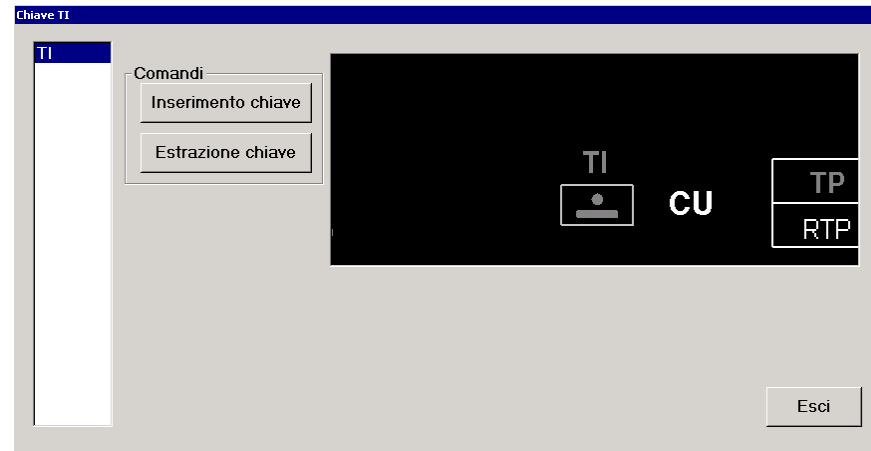 Chiave TI
TI
Comandi
Inserimento chiave
Estrazione chiave
TI
CU
TP
RTP
Esci